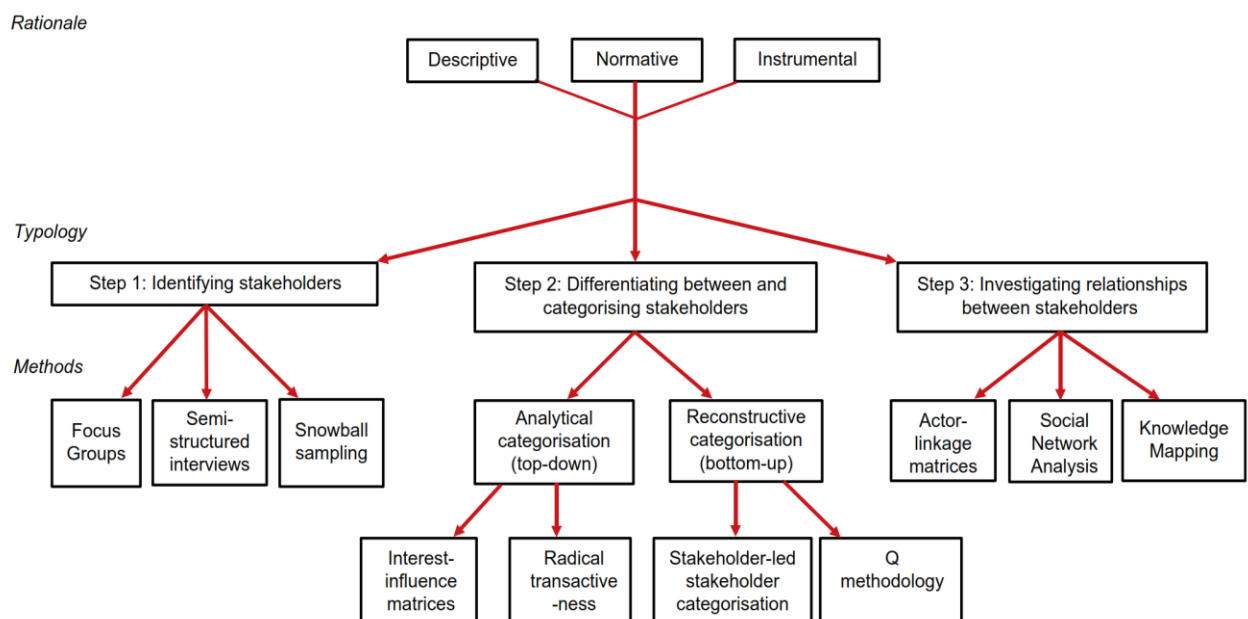 Rationale
Descriptive
Normative
Instrumental
Typology
Step 1: Identifying stakeholders
Step 2: Differentiating between and
categorising stakeholders
Step 3: Investigating relationships
between stakeholders
Methods
Focus
Groups
Semi-
structured
interviews
Snowball
sampling
Analytical
categorisation
(top-down)
Reconstructive
categorisation
(bottom-up)
Actor-
linkage
matrices
Social
Network
Analysis
Knowledge
Mapping
Interest-
influence
matrices
Radical
transactive
-ness
Stakeholder-led
stakeholder
categorisation
Q
methodology